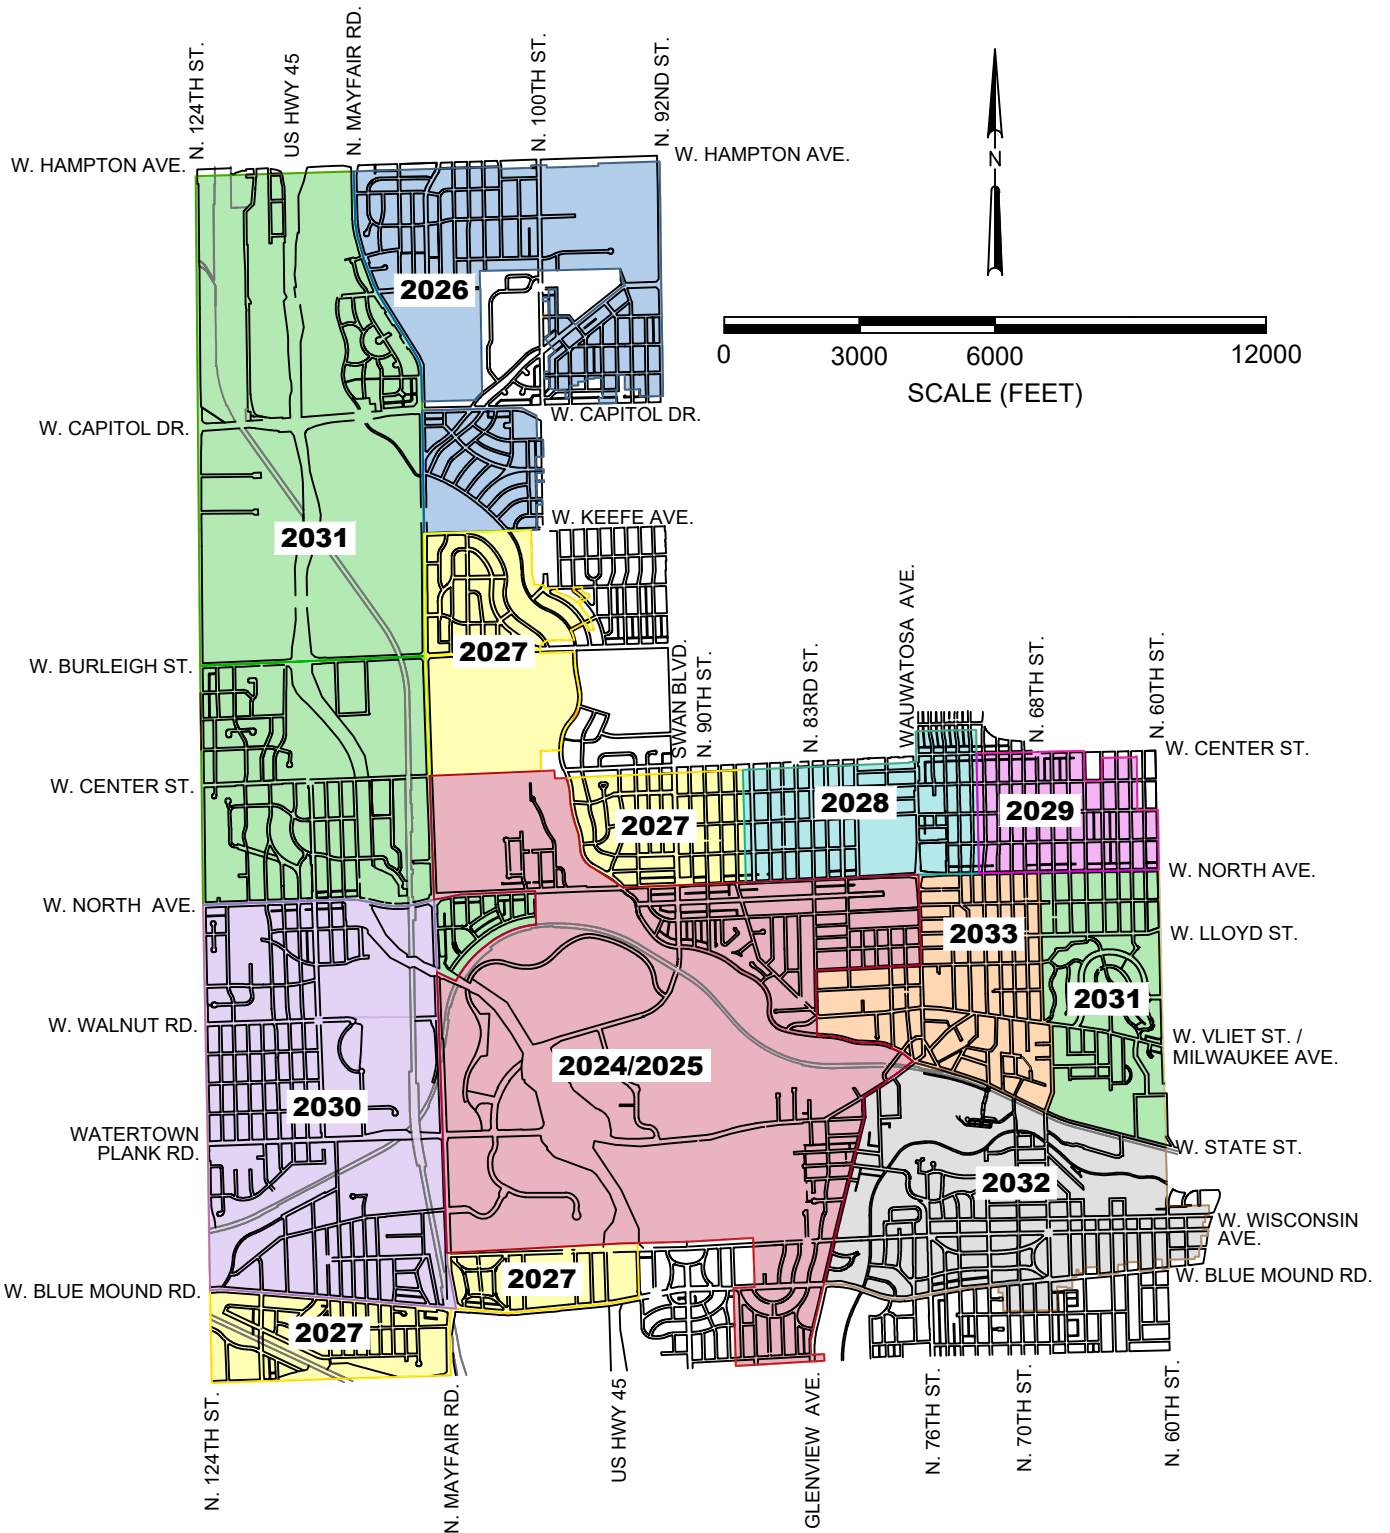 N. 124TH ST.
US HWY 45
N. MAYFAIR RD.
N. 100TH ST.
N. 92ND ST.
W. HAMPTON AVE.
W. HAMPTON AVE.
N
2026
0
3000
6000
12000
SCALE (FEET)
W. CAPITOL DR.
W. CAPITOL DR.
W. KEEFE AVE.
2031
2027
W. BURLEIGH ST.
SWAN BLVD.
N. 90TH ST.
N. 83RD ST.
WAUWATOSA AVE.
N. 68TH ST.
N. 60TH ST.
W. CENTER ST.
W. CENTER ST.
2027
2028
2029
W. NORTH AVE.
W. NORTH AVE.
2033
W. LLOYD ST.
2031
W. WALNUT RD.
W. VLIET ST. /
MILWAUKEE AVE.
2024/2025
2030
WATERTOWN
PLANK RD.
W. STATE ST.
2032
W. WISCONSIN
AVE.
W. BLUE MOUND RD.
W. BLUE MOUND RD.
2027
2027
N. 124TH ST.
N. MAYFAIR RD.
US HWY 45
GLENVIEW AVE.
N. 76TH ST.
N. 70TH ST.
N. 60TH ST.